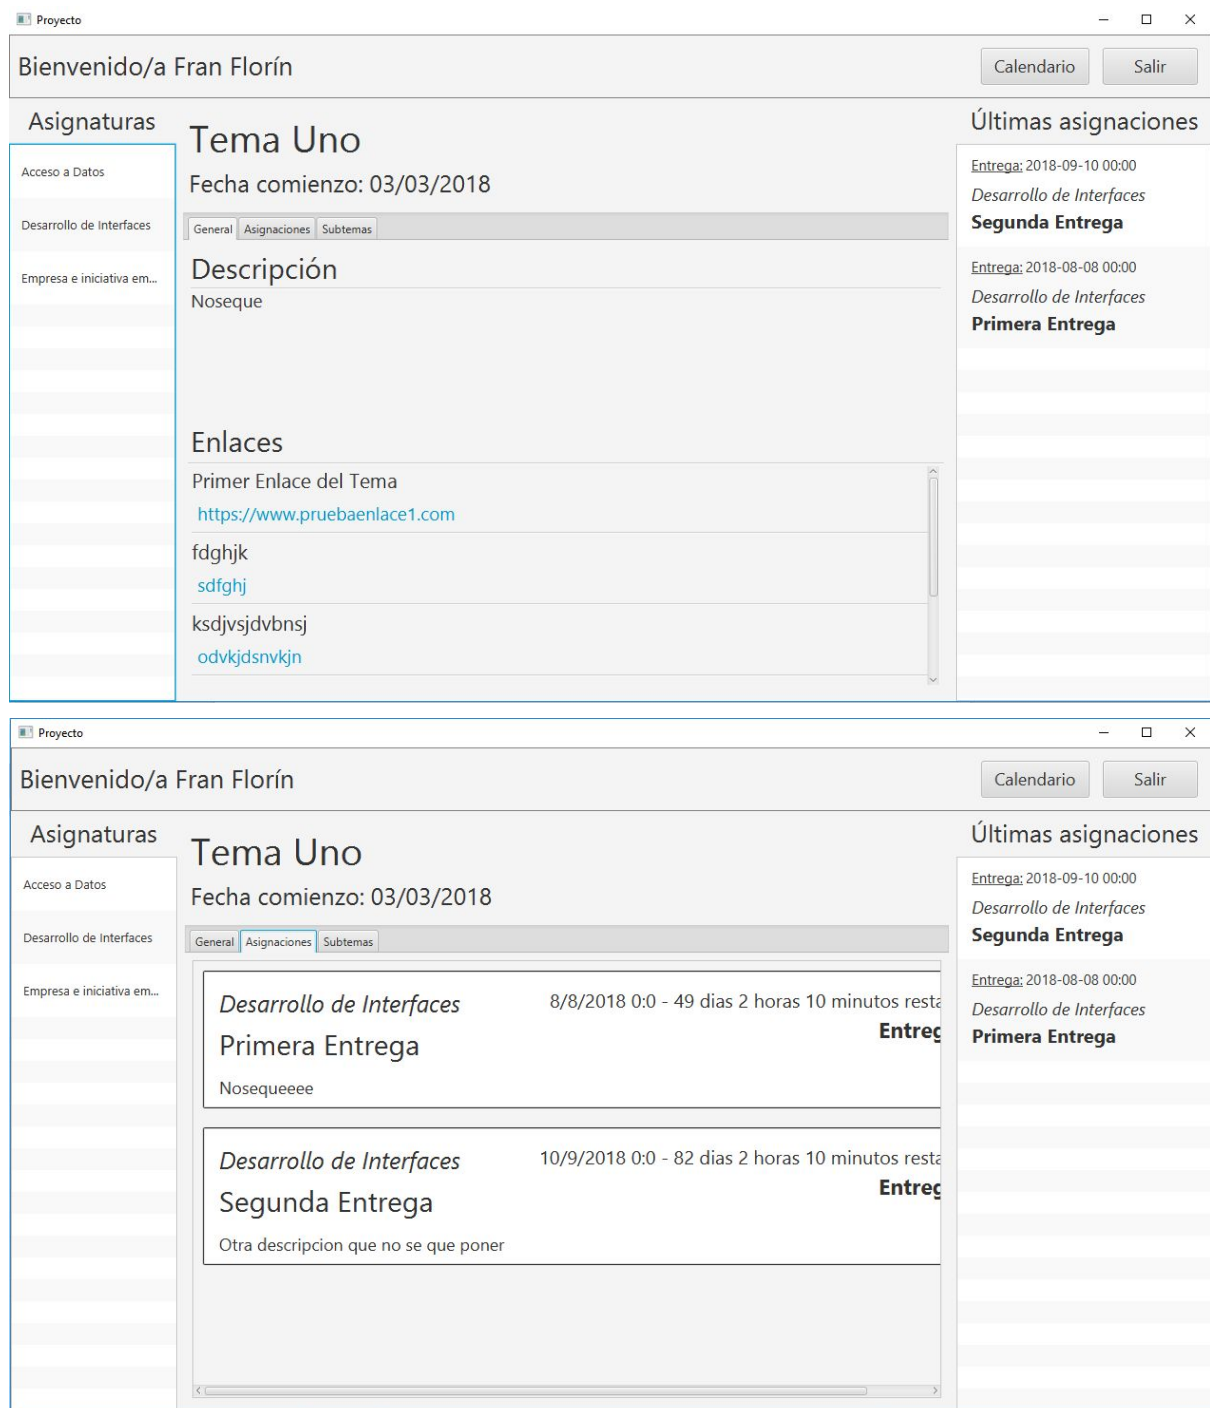 Proyecto
Bienvenido/a Fran Florín
Calendario
Salir
Asignaturas
Acceso a Datos
Desarrollo de Interfaces
Empresa e iniciativa em...
Tema Uno
Fecha comienzo: 03/03/2018
General Asignaciones Subtemas
Descripción
Noseque
Enlaces
Primer Enlace del Tema
https://www.pruebaenlace1.com
fdghjk
sdfghj
ksdjvsjdvbnsj
odvkjdsnvkjn
Últimas asignaciones
Entrega: 2018-09-10 00:00
Desarrollo de Interfaces
Segunda Entrega
Entrega: 2018-08-08 00:00
Desarrollo de Interfaces
Primera Entrega
Proyecto
Bienvenido/a Fran Florín
Calendario
Salir
Asignaturas
Acceso a Datos
Desarrollo de Interfaces
Empresa e iniciativa em...
Tema Uno
Fecha comienzo: 03/03/2018
General Asignaciones Subtemas
Desarrollo de Interfaces
8/8/2018 0:0 - 49 dias 2 horas 10 minutos resta
Entreg
Primera Entrega
Nosequeeee
Desarrollo de Interfaces
10/9/2018 0:0 - 82 dias 2 horas 10 minutos resta
Entreg
Segunda Entrega
Otra descripcion que no se que poner
Últimas asignaciones
Entrega: 2018-09-10 00:00
Desarrollo de Interfaces
Segunda Entrega
Entrega: 2018-08-08 00:00
Desarrollo de Interfaces
Primera Entrega